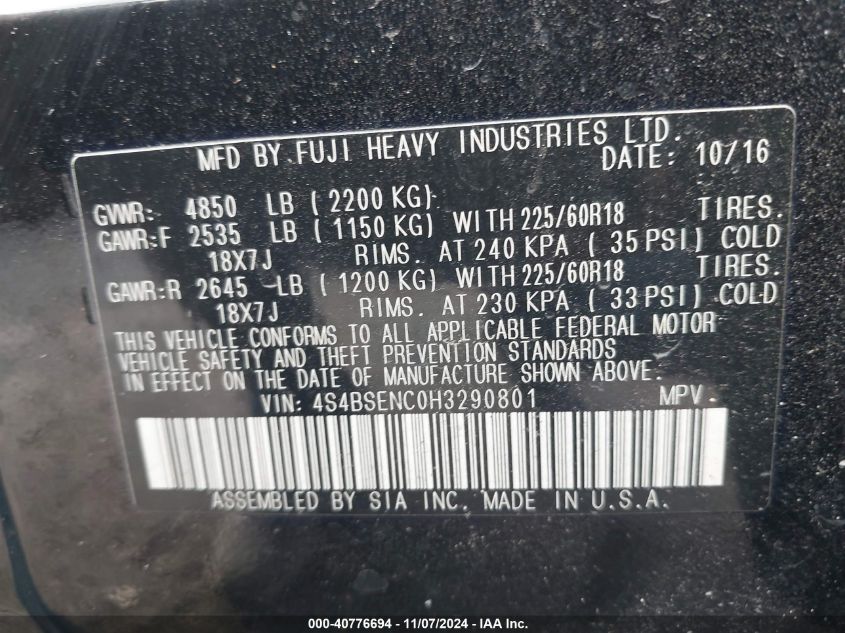 MFD BY FUJI HEAVY INDUSTRIES LTD.
DATE: 10/16
GVWR: 4850 LB ( 2200 KG)
GAWR:F 2535 LB ( 1150 KG) WITH 225/60R18 TIRES.
18X7J RIMS. AT 240 KPA ( 35 PSI) COLD
GAWR:R 2645 LB ( 1200 KG) WITH 225/60R18 TIRES.
18X7J RIMS. AT 230 KPA ( 33 PSI) COLD
THIS VEHICLE CONFORMS TO ALL APPLICABLE FEDERAL MOTOR
VEHICLE SAFETY AND THEFT PREVENTION STANDARDS
IN EFFECT ON THE DATE OF MANUFACTURE SHOWN ABOVE.
VIN: 4S4BSENC0H3290801 MPV
ASSEMBLED BY SIA INC. MADE IN U.S.A.
000-40776694 - 11/07/2024 - IAA Inc.